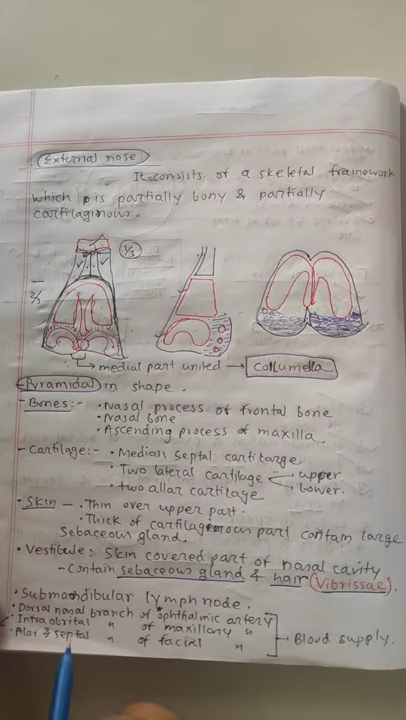 External nose:
It consists of a skeletal framework
which is partially bony & partially
cartilaginous.
1/3
2/3
→ medial part united → Collumella
Pyramidal in shape.
- Bones:- • Nasal process of frontal bone
• Nasal bone
• Ascending process of maxilla
- Cartilage:- • Median septal cartilage
• Two lateral cartilage upper
• Two allar cartilage lower.
• Skin - • Thin over upper part.
• Thick of cartilagenous part contain large
Sebaceous gland.
• Vestibule: Skin covered part of nasal cavity
- Contain sebaceous gland & hair (Vibrissae).
• Submandibular lymphnode.
• Dorsal nasal branch of ophthalmic artery
• Intra obrital " of maxillary "
• Alar & septal " of facial "
Blood supply.